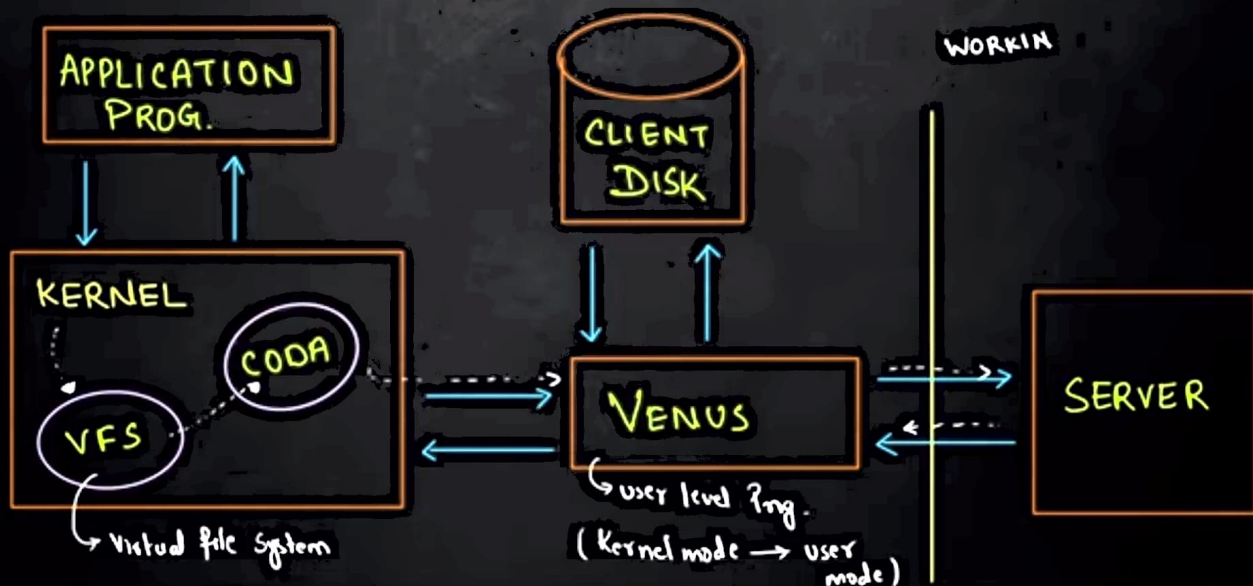 APPLICATION
PROG.
CLIENT
DISK
WORKIN
KERNEL
CODA
VFS
VENUS
SERVER
Virtual file System
user level Prog.
(Kernel mode → user
mode)